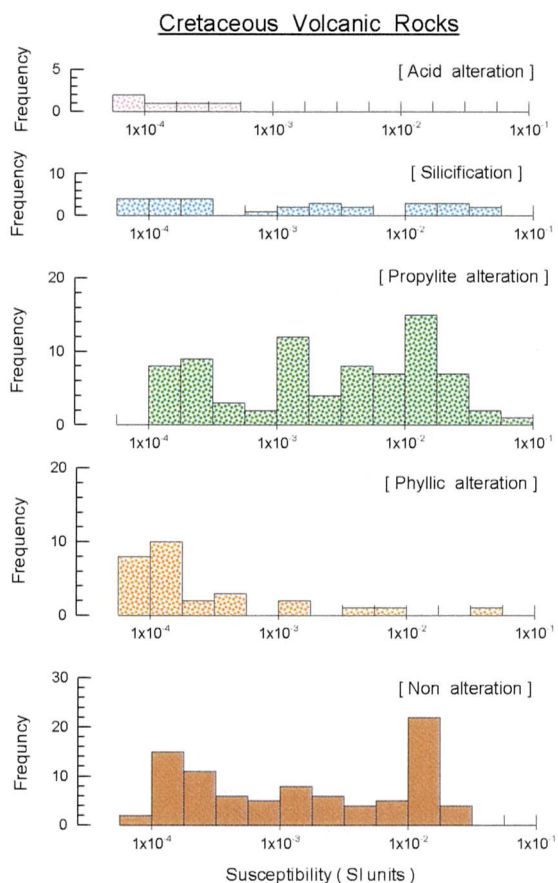 Cretaceous Volcanic Rocks
[ Acid alteration ]
Frequency
5
0
1x10⁻⁴ 1x10⁻³ 1x10⁻² 1x10⁻¹
[ Silicification ]
Frequency
10
0
1x10⁻⁴ 1x10⁻³ 1x10⁻² 1x10⁻¹
[ Propylite alteration ]
Frequency
20
10
0
1x10⁻⁴ 1x10⁻³ 1x10⁻² 1x10⁻¹
[ Phyllic alteration ]
Frequency
20
10
0
1x10⁻⁴ 1x10⁻³ 1x10⁻² 1x10⁻¹
[ Non alteration ]
Frequncy
30
20
10
0
1x10⁻⁴ 1x10⁻³ 1x10⁻² 1x10⁻¹
Susceptibility ( SI units )